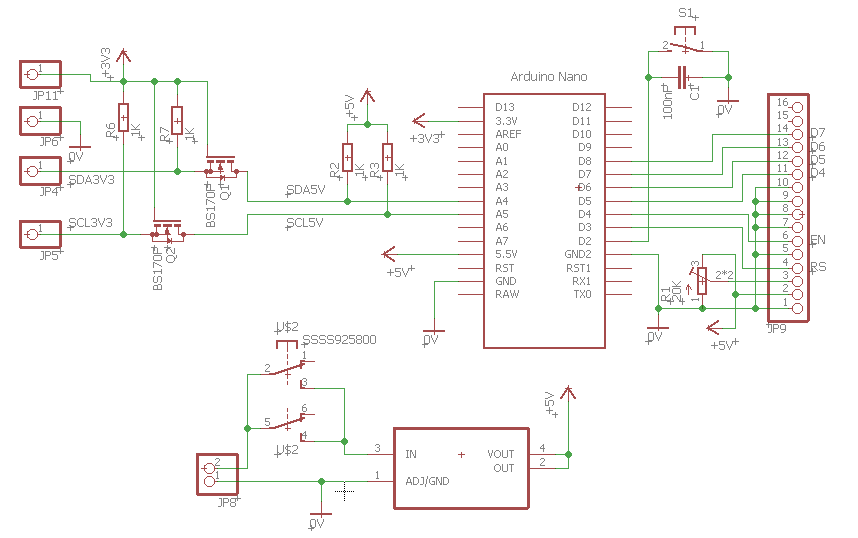 S1
2 1
100nF
C1
0V
+3V3
1
JP11
1
JP6
0V
1
JP4
SDA3V3
1
JP5
SCL3V3
R6
1K
R7
1K
BS170F
Q1
BS170F
Q2
SDA5V
SCL5V
+5V
R2
1K
R3
1K
+3V3
+5V
0V
Arduino Nano
D13 D12
3.3V D11
AREF D10
A0 D9
A1 D8
A2 D7
A3 D6
A4 D5
A5 D4
A6 D3
A7 D2
5.5V GND2
RST RST1
GND RX1
RAW TX0
0V
R1
20K
3
2*2
1
+5V
16
15
14 D7
13 D6
12 D5
11 D4
10
9
8
7
6 EN
5
4 RS
3
2
1
JP9
U$2
SSSS925800
2 1
3
5 6
4
U$2
2
1
JP8
0V
3 IN VOUT 4
OUT 2
1 ADJ/GND
+5V